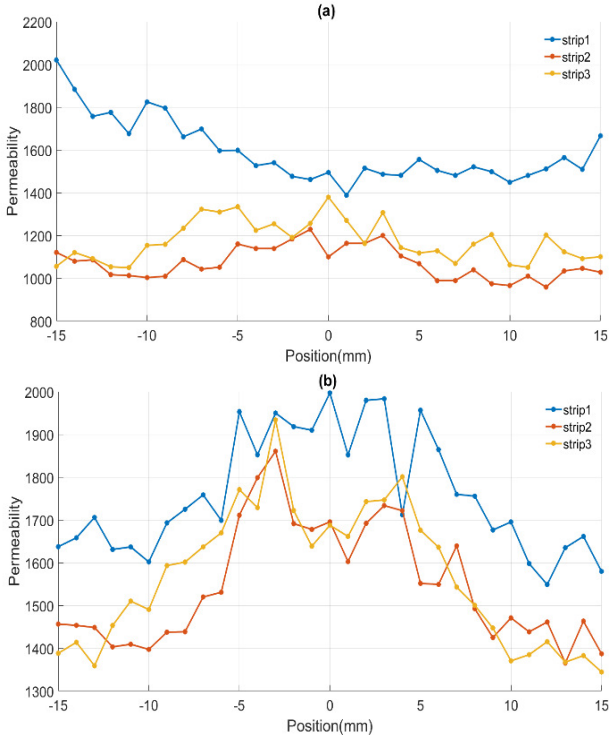 (a)
2200
2000
1800
1600
1400
1200
1000
800
Permeability
strip1
strip2
strip3
-15
-10
-5
0
5
10
15
Position(mm)
(b)
2000
1900
1800
1700
1600
1500
1400
1300
Permeability
strip1
strip2
strip3
-15
-10
-5
0
5
10
15
Position(mm)